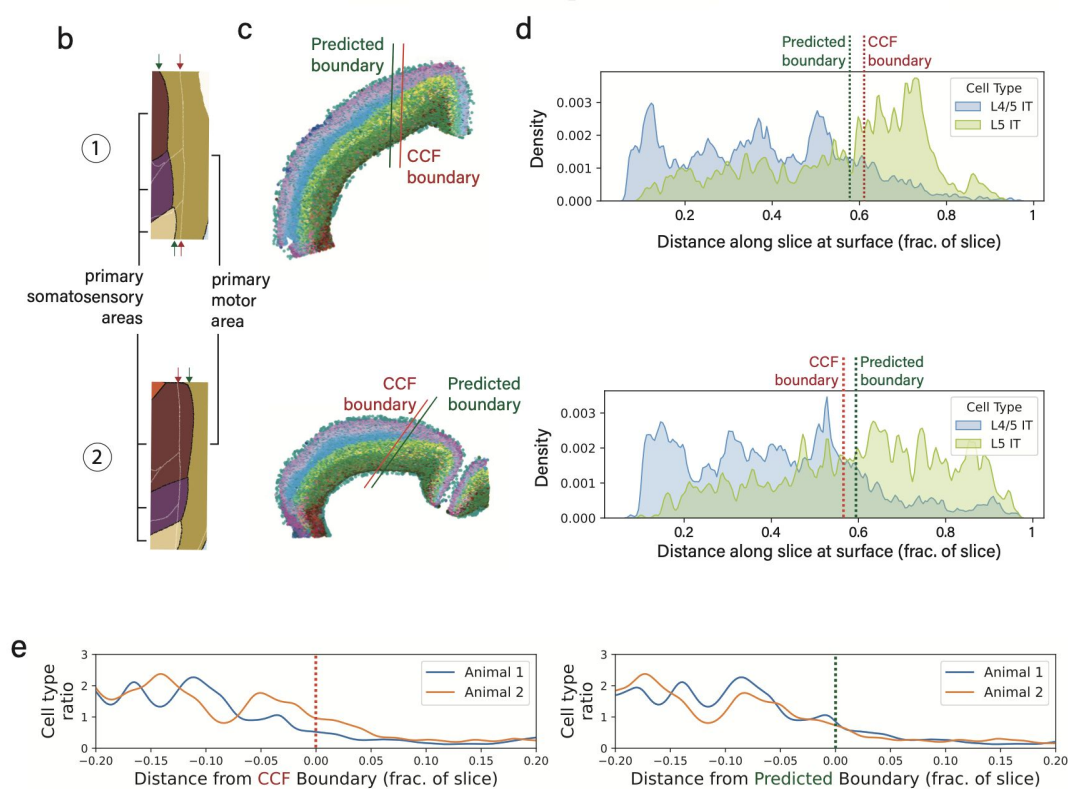 b
1
2
primary
somatosensory
areas
primary
motor
area
c
Predicted
boundary
CCF
boundary
CCF
boundary
Predicted
boundary
d
Predicted
boundary
CCF
boundary
Density
0.003
0.002
0.001
0.000
Cell Type
L4/5 IT
L5 IT
0.2 0.4 0.6 0.8 1
Distance along slice at surface (frac. of slice)
CCF
boundary
Predicted
boundary
Density
0.003
0.002
0.001
0.000
Cell Type
L4/5 IT
L5 IT
0.2 0.4 0.6 0.8 1
Distance along slice at surface (frac. of slice)
e
Cell type
ratio
3
2
1
0
Animal 1
Animal 2
−0.20 −0.15 −0.10 −0.05 0.00 0.05 0.10 0.15 0.20
Distance from CCF Boundary (frac. of slice)
Cell type
ratio
3
2
1
0
Animal 1
Animal 2
−0.20 −0.15 −0.10 −0.05 0.00 0.05 0.10 0.15 0.20
Distance from Predicted Boundary (frac. of slice)